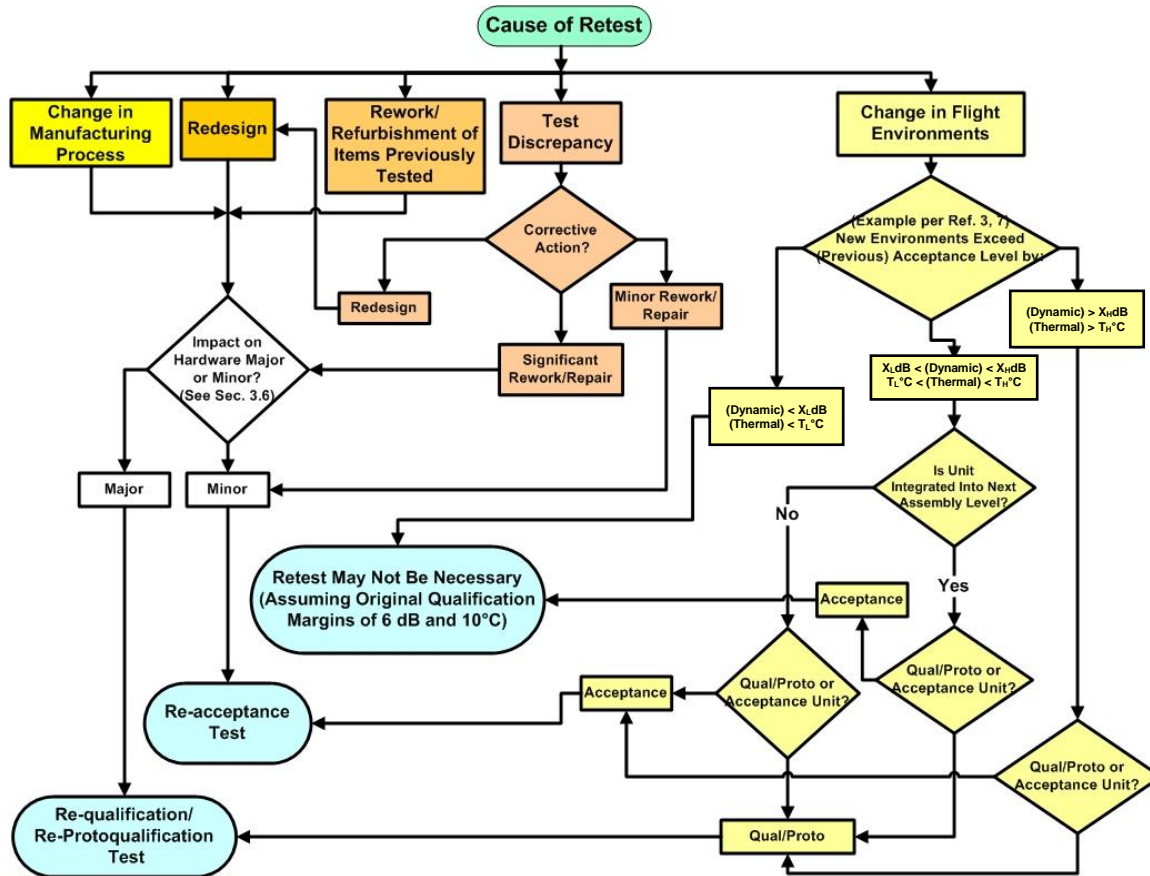 Cause of Retest
Change in
Manufacturing
Process
Redesign
Rework/
Refurbishment of
Items Previously
Tested
Test
Discrepancy
Change in Flight
Environments
Corrective
Action?
(Example per Ref. 3, 7)
New Environments Exceed
(Previous) Acceptance Level by:
Redesign
Minor Rework/
Repair
(Dynamic) > XHdB
(Thermal) > TH°C
Impact on
Hardware Major
or Minor?
(See Sec. 3.6)
Significant
Rework/Repair
XLdB < (Dynamic) < XHdB
TL°C < (Thermal) < TH°C
(Dynamic) < XLdB
(Thermal) < TL°C
Major
Minor
Is Unit
Integrated Into Next
Assembly Level?
No
Yes
Retest May Not Be Necessary
(Assuming Original Qualification
Margins of 6 dB and 10°C)
Acceptance
Qual/Proto or
Acceptance Unit?
Qual/Proto or
Acceptance Unit?
Acceptance
Re-acceptance
Test
Qual/Proto or
Acceptance Unit?
Re-qualification/
Re-Protoqualification
Test
Qual/Proto